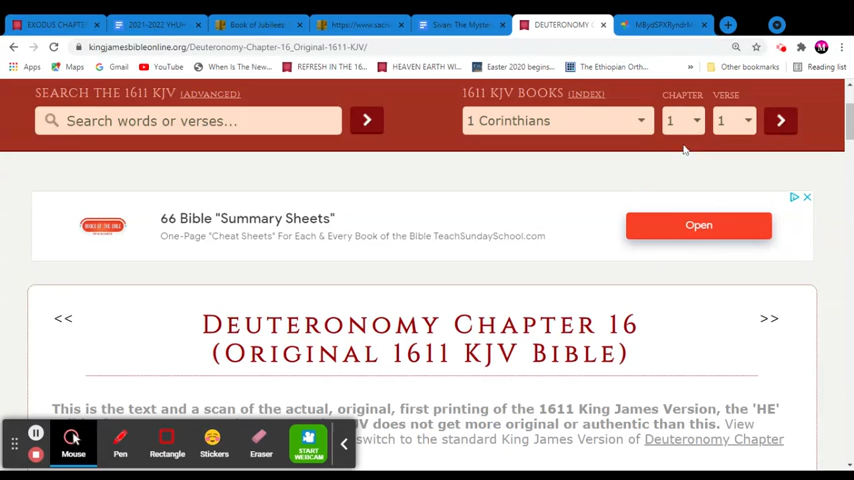 EXODUS CHAPT
2021-2022 YHUH
Book of Jubilees:
https://www.sac
Sivan: The Myste
DEUTERONOMY C
MBydSPXRyndrM
kingjamesbibleonline.org/Deuteronomy-Chapter-16_Original-1611-KJV/
Apps
Maps
Gmail
YouTube
When Is The New...
REFRESH IN THE 16...
HEAVEN EARTH WI...
Easter 2020 begins...
The Ethiopian Orth...
Other bookmarks
Reading list
SEARCH THE 1611 KJV (ADVANCED)
1611 KJV BOOKS (INDEX)
CHAPTER
VERSE
Search words or verses...
1 Corinthians
1
1
66 Bible "Summary Sheets"
One-Page "Cheat Sheets" For Each & Every Book of the Bible TeachSundaySchool.com
Open
<<
DEUTERONOMY CHAPTER 16
>>
(ORIGINAL 1611 KJV BIBLE)
This is the text and a scan of the actual, original, first printing of the 1611 King James Version, the 'HE'
V does not get more original or authentic than this. View
switch to the standard King James Version of Deuteronomy Chapter
Mouse
Pen
Rectangle
Stickers
Eraser
START
WEBCAM